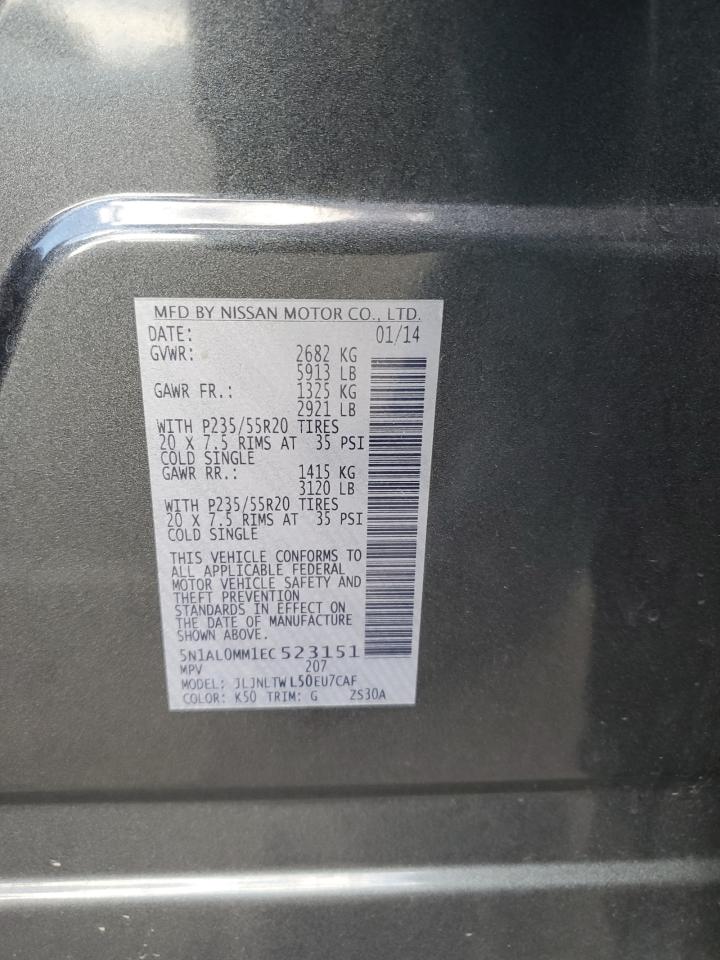 MFD BY NISSAN MOTOR CO., LTD.
DATE: 01/14
GVWR: 2682 KG
5913 LB
GAWR FR.: 1325 KG
2921 LB
WITH P235/55R20 TIRES
20 X 7.5 RIMS AT 35 PSI
COLD SINGLE
GAWR RR.: 1415 KG
3120 LB
WITH P235/55R20 TIRES
20 X 7.5 RIMS AT 35 PSI
COLD SINGLE
THIS VEHICLE CONFORMS TO
ALL APPLICABLE FEDERAL
MOTOR VEHICLE SAFETY AND
THEFT PREVENTION
STANDARDS IN EFFECT ON
THE DATE OF MANUFACTURE
SHOWN ABOVE.
5N1AL0MM1EC523151
MPV 207
MODEL: JLJNLTWL50EU7CAF
COLOR: K50 TRIM: G ZS30A